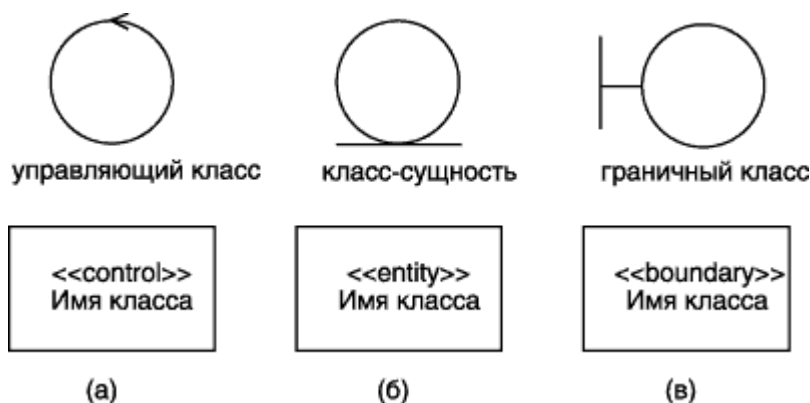 управляющий класс
класс-сущность
граничный класс
<<control>>
Имя класса
<<entity>>
Имя класса
<<boundary>>
Имя класса
(а)
(б)
(в)